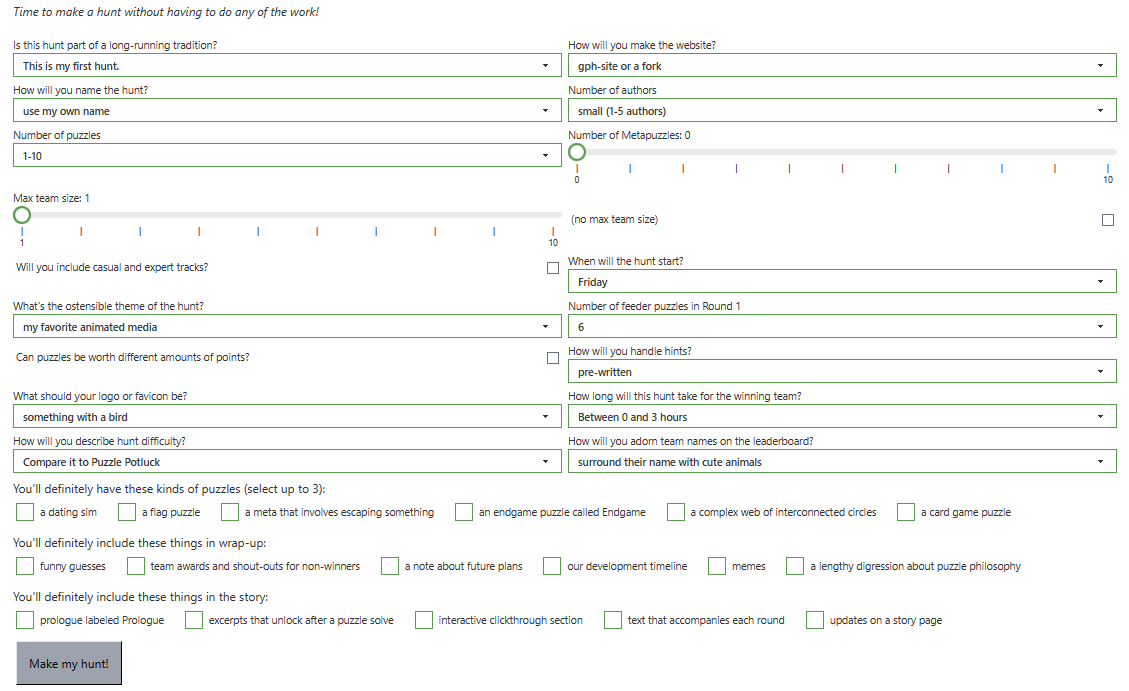 Time to make a hunt without having to do any of the work!
Is this hunt part of a long-running tradition?
How will you make the website?
This is my first hunt.
gph-site or a fork
How will you name the hunt?
Number of authors
use my own name
small (1-5 authors)
Number of puzzles
Number of Metapuzzles: 0
1-10
0
10
Max team size: 1
(no max team size)
1
10
Will you include casual and expert tracks?
When will the hunt start?
Friday
What's the ostensible theme of the hunt?
Number of feeder puzzles in Round 1
my favorite animated media
6
Can puzzles be worth different amounts of points?
How will you handle hints?
pre-written
What should your logo or favicon be?
How long will this hunt take for the winning team?
something with a bird
Between 0 and 3 hours
How will you describe hunt difficulty?
How will you adorn team names on the leaderboard?
Compare it to Puzzle Potluck
surround their name with cute animals
You'll definitely have these kinds of puzzles (select up to 3):
a dating sim a flag puzzle a meta that involves escaping something an endgame puzzle called Endgame a complex web of interconnected circles a card game puzzle
You'll definitely include these things in wrap-up:
funny guesses team awards and shout-outs for non-winners a note about future plans our development timeline memes a lengthy digression about puzzle philosophy
You'll definitely include these things in the story:
prologue labeled Prologue excerpts that unlock after a puzzle solve interactive clickthrough section text that accompanies each round updates on a story page
Make my hunt!